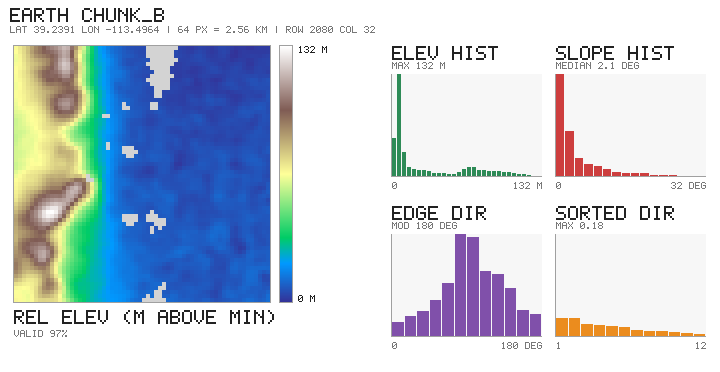 EARTH CHUNK_B
LAT 39.2391 LON -113.4964 | 64 PX = 2.56 KM | ROW 2080 COL 32
132 M
0 M
REL ELEV (M ABOVE MIN)
VALID 97%
ELEV HIST
MAX 132 M
0 132 M
SLOPE HIST
MEDIAN 2.1 DEG
0 32 DEG
EDGE DIR
MOD 180 DEG
0 180 DEG
SORTED DIR
MAX 0.18
1 12